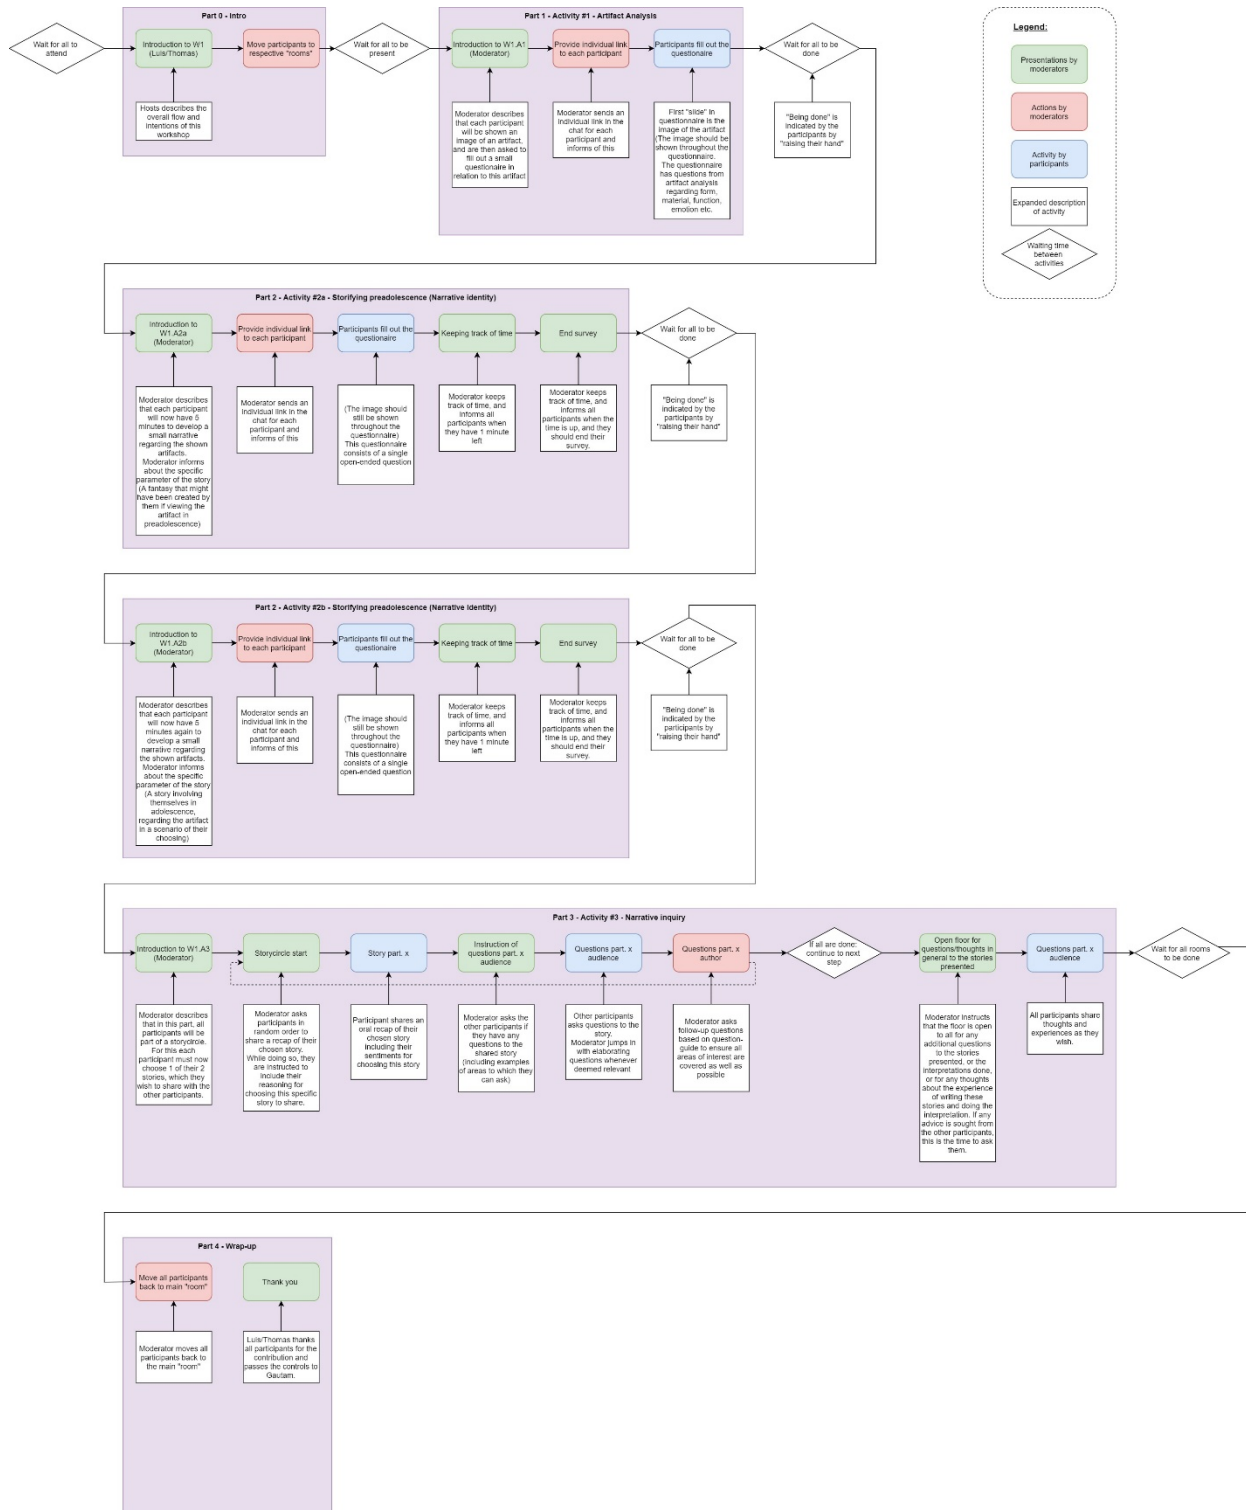 Part 0 - Intro
Wait for all to
attend
Introduction to W1
(Luis/Thomas)
Move participants to
respective "rooms"
Hosts describes the
overall flow and
intentions of this
workshop
Wait for all to be
present
Part 1 - Activity #1 - Artifact Analysis
Introduction to W1.A1
(Moderator)
Provide individual link
to each participant
Participants fill out the
questionaire
Moderator describes
that each participant
will be shown an
image of an artifact,
and are then asked to
fill out a small
questionaire in
relation to this artifact
Moderator sends an
individual link in the
chat for each
participant and
informs of this
First "slide" in
questionnaire is the
image of the artifact
(The image should be
shown throughout the
questionnaire.
The questionnaire
has questions from
artifact analysis
regarding form,
material, function,
emotion etc.
Wait for all to be
done
"Being done" is
indicated by the
participants by
"raising their hand"
Legend:
Presentations by
moderators
Actions by
moderators
Activity by
participants
Expanded description
of activity
Waiting time
between
activities
Part 2 - Activity #2a - Storifying preadolescence (Narrative identity)
Introduction to
W1.A2a
(Moderator)
Provide individual link
to each participant
Participants fill out the
questionaire
Keeping track of time
End survey
Wait for all to be
done
Moderator describes
that each participant
will now have 5
minutes to develop a
small narrative
regarding the shown
artifacts.
Moderator informs
about the specific
parameter of the story
(A fantasy that might
have been created by
them if viewing the
artifact in
preadolescence)
Moderator sends an
individual link in the
chat for each
participant and
informs of this
(The image should
still be shown
throughout the
questionnaire)
This questionnaire
consists of a single
open-ended question
Moderator keeps
track of time, and
informs all
participants when
they have 1 minute
left
Moderator keeps
track of time, and
informs all
participants when the
time is up, and they
should end their
survey.
"Being done" is
indicated by the
participants by
"raising their hand"
Part 2 - Activity #2b - Storifying preadolescence (Narrative identity)
Introduction to
W1.A2b
(Moderator)
Provide individual link
to each participant
Participants fill out the
questionaire
Keeping track of time
End survey
Wait for all to be
done
Moderator describes
that each participant
will now have 5
minutes again to
develop a small
narrative regarding
the shown artifacts.
Moderator informs
about the specific
parameter of the story
(A story involving
themselves in
adolescence,
regarding the artifact
in a scenario of their
choosing)
Moderator sends an
individual link in the
chat for each
participant and
informs of this
(The image should
still be shown
throughout the
questionnaire)
This questionnaire
consists of a single
open-ended question
Moderator keeps
track of time, and
informs all
participants when
they have 1 minute
left
Moderator keeps
track of time, and
informs all
participants when the
time is up, and they
should end their
survey.
"Being done" is
indicated by the
participants by
"raising their hand"
Part 3 - Activity #3 - Narrative inquiry
Introduction to W1.A3
(Moderator)
Storycircle start
Story part. x
Instruction of
questions part. x
audience
Questions part. x
audience
Questions part. x
author
If all are done:
continue to next
step
Open floor for
questions/thoughts in
general to the stories
presented
Questions part. x
audience
Wait for all rooms
to be done
Moderator describes
that in this part, all
participants will be
part of a storycircle.
For this each
participant must now
choose 1 of their 2
stories, which they
wish to share with the
other participants.
Moderator asks
participants in
random order to
share a recap of their
chosen story.
While doing so, they
are instructed to
include their
reasoning for
choosing this specific
story to share.
Participant shares an
oral recap of their
chosen story
including their
sentiments for
choosing this story
Moderator asks the
other participants if
they have any
questions to the
shared story
(including examples
of areas to which they
can ask)
Other participants
asks questions to the
story.
Moderator jumps in
with elaborating
questions whenever
deemed relevant
Moderator asks
follow-up questions
based on question-
guide to ensure all
areas of interest are
covered as well as
possible
Moderator instructs
that the floor is open
to all for any
additional questions
to the stories
presented, or the
interpretations done,
or for any thoughts
about the experience
of writing these
stories and doing the
interpretation. If any
advice is sought from
the other participants,
this is the time to ask
them.
All participants share
thoughts and
experiences as they
wish.
Part 4 - Wrap-up
Move all participants
back to main "room"
Thank you
Moderator moves all
participants back to
the main "room"
Luis/Thomas thanks
all participants for the
contribution and
passes the controls to
Gautam.